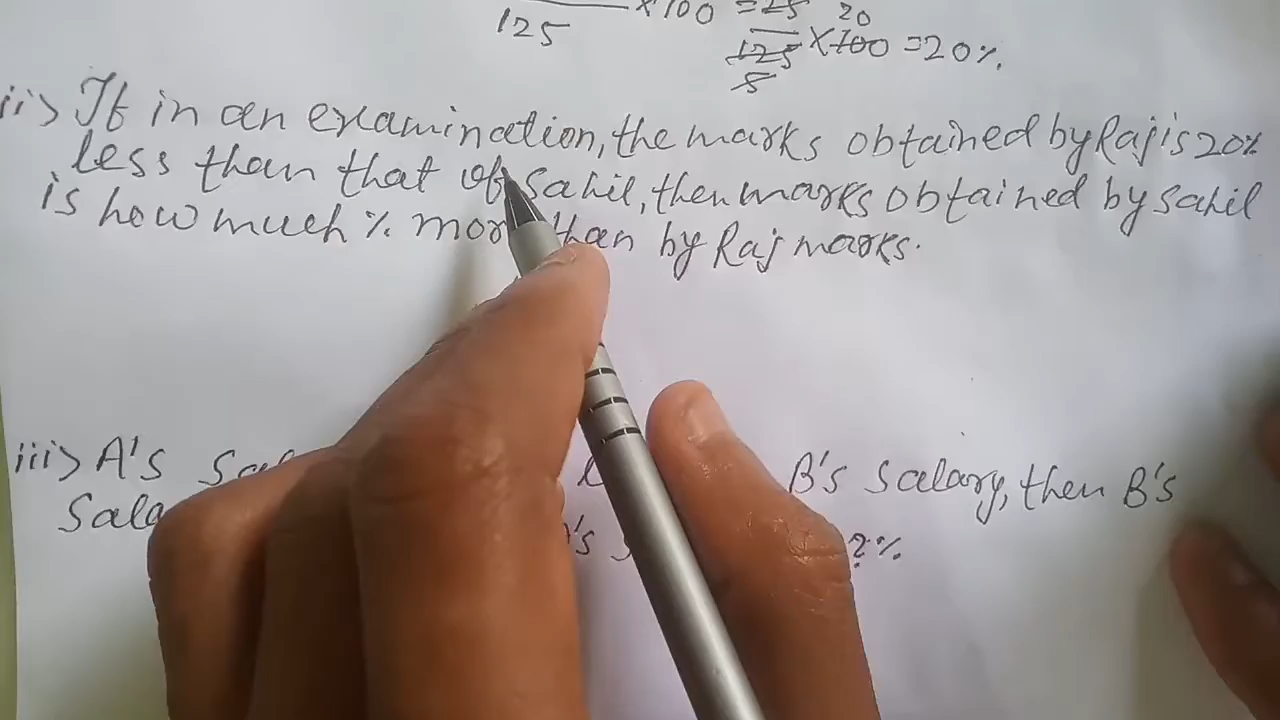 125 ×100 = 25
125 5 ×100 20 =20%.
ii> If in an examination, the marks obtained by Raj is 20%
less than that of Sahil, then marks obtained by Sahil
is how much % more than by Raj marks.
iii> A's B's salary, then B's
?%